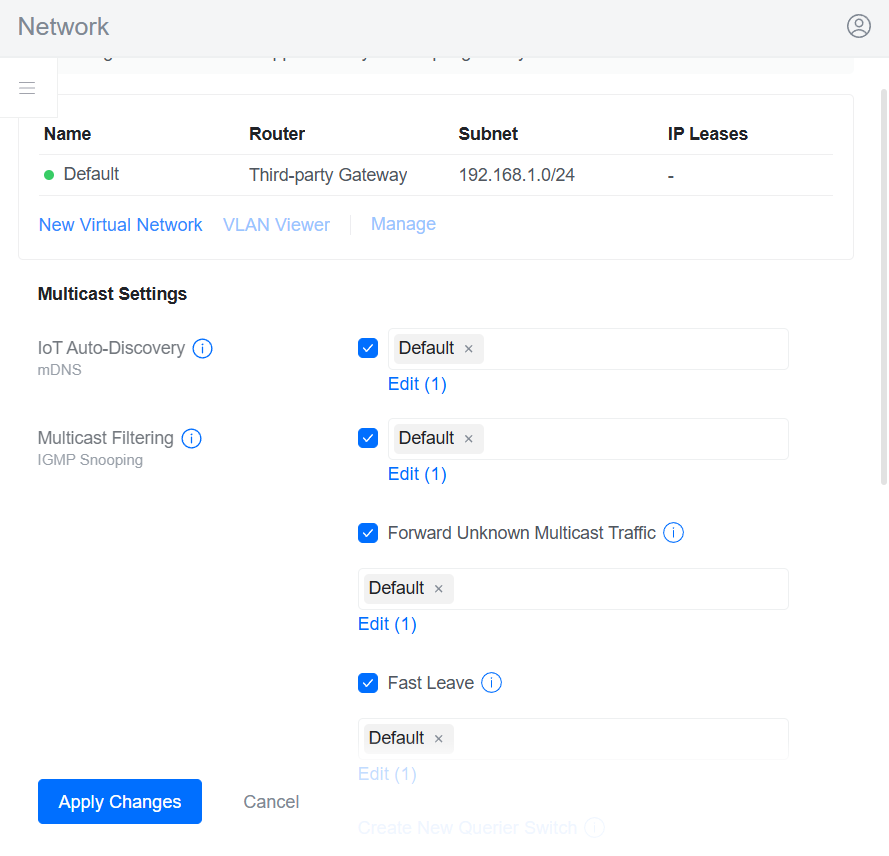 Network
Name Router Subnet IP Leases
Default Third-party Gateway 192.168.1.0/24 -
New Virtual Network VLAN Viewer Manage
Multicast Settings
IoT Auto-Discovery Default ×
mDNS
Edit (1)
Multicast Filtering Default ×
IGMP Snooping
Edit (1)
Forward Unknown Multicast Traffic
Default ×
Edit (1)
Fast Leave
Default ×
Edit (1)
Apply Changes Cancel
Create New Querier Switch